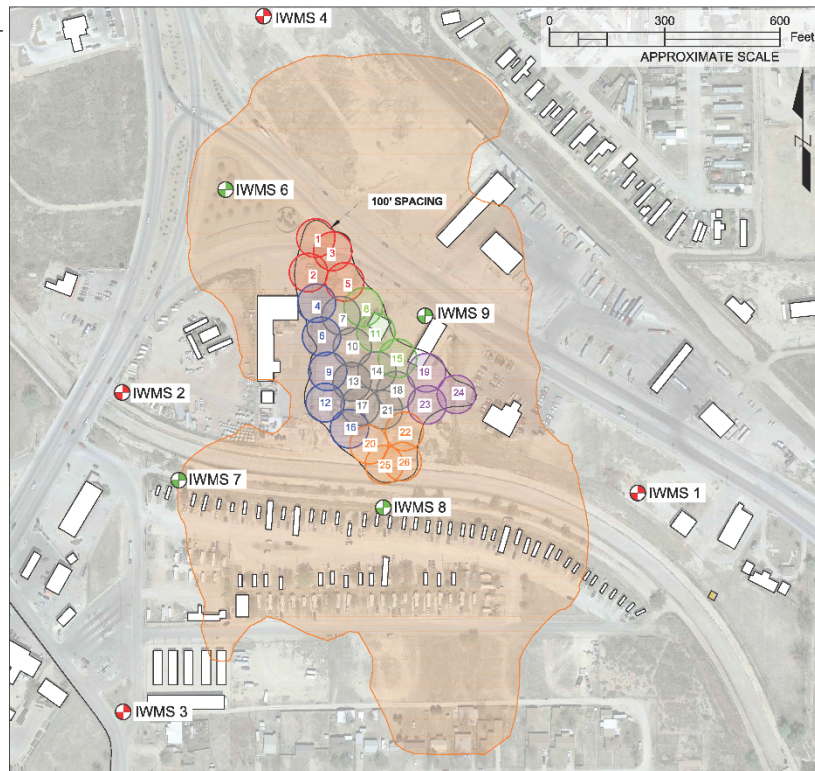 IWMS 4
0 300 600
Feet
APPROXIMATE SCALE
N
IWMS 6
100' SPACING
1
3
2
5
4
8
7
IWMS 9
6
11
10
15
9
14
19
13
18
24
12
17
21
23
IWMS 2
16
22
20
25
26
IWMS 7
IWMS 8
IWMS 1
IWMS 3